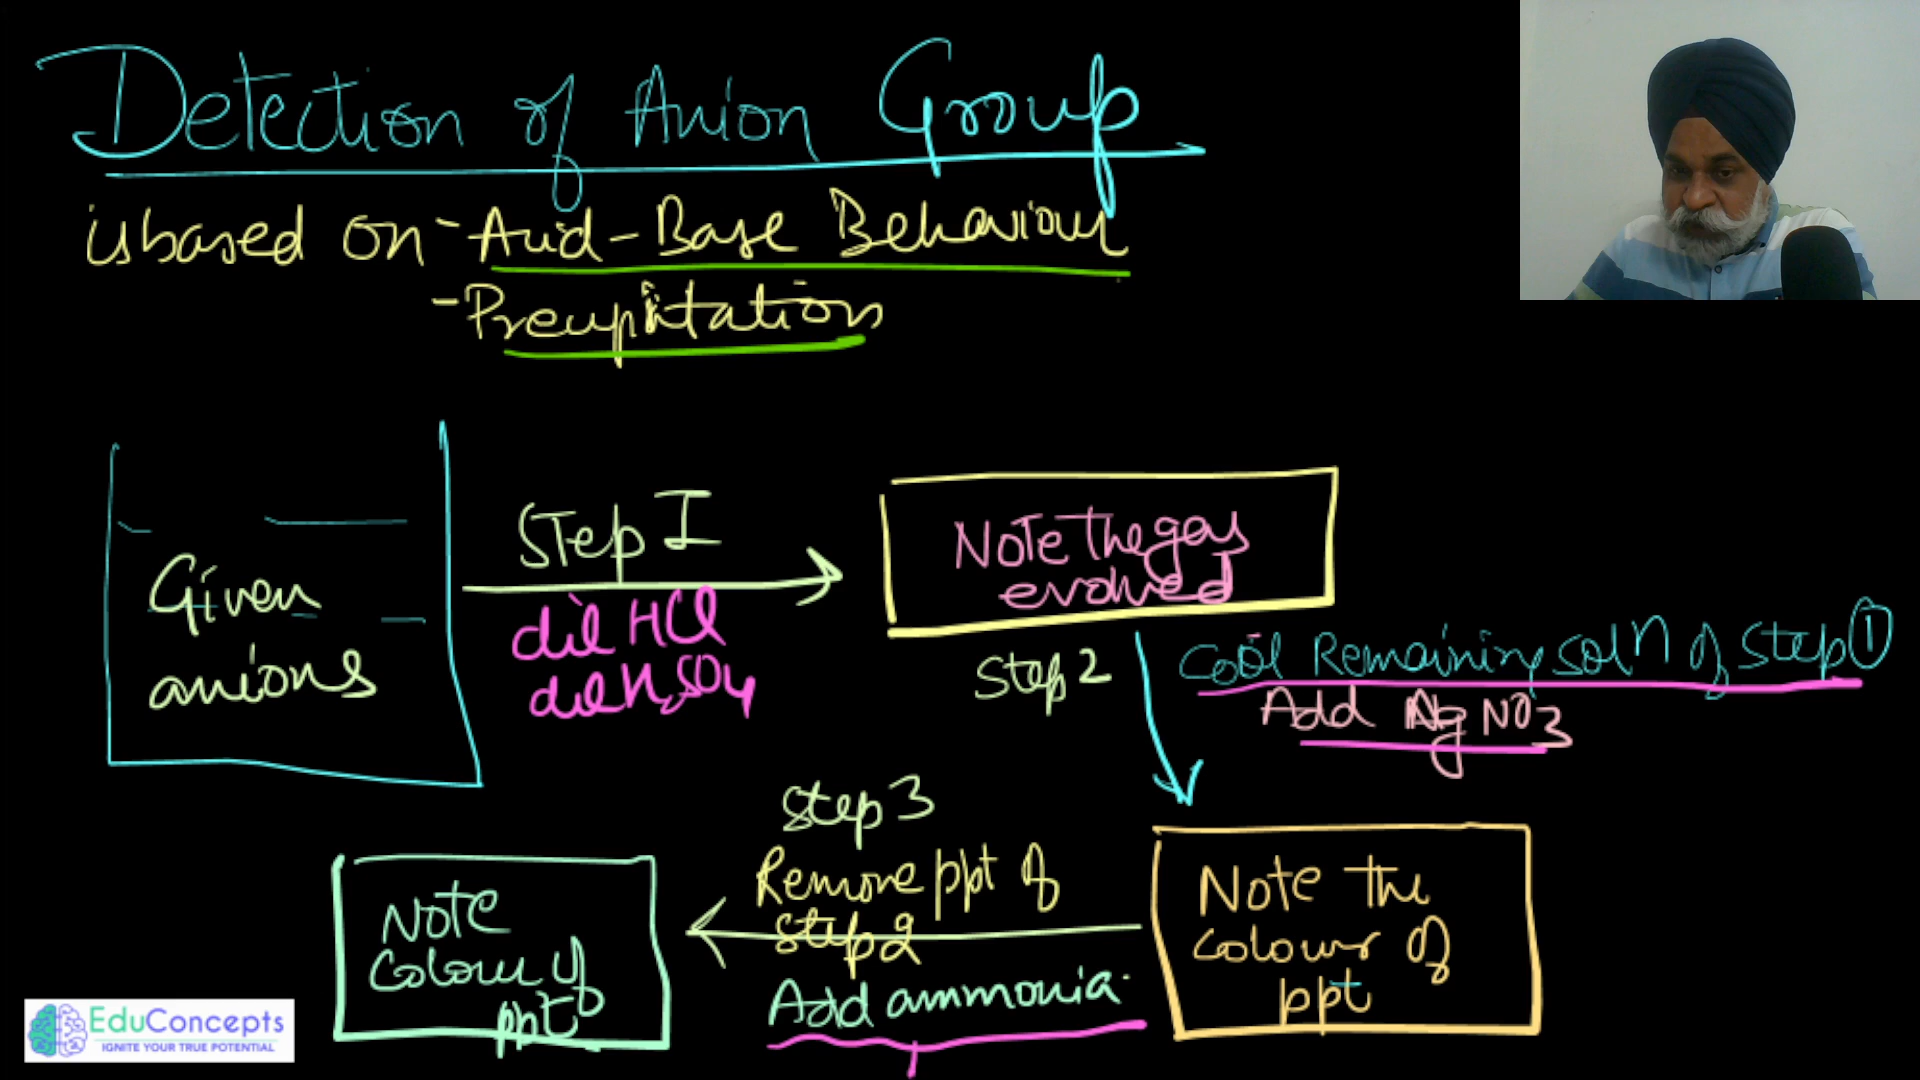 Detection of Anion Group
is based on - Acid-Base Behaviour
- Precipitation
Given
anions
Step I
dil HCl
dil H2SO4
Note the gas
evolved
Step 2
Cool Remaining soln of Step 1
Add AgNO3
Note the
colour of
ppt
Step 3
Remove ppt of
step 2
Add ammonia.
Note
colour of
ppt
EduConcepts
IGNITE YOUR TRUE POTENTIAL